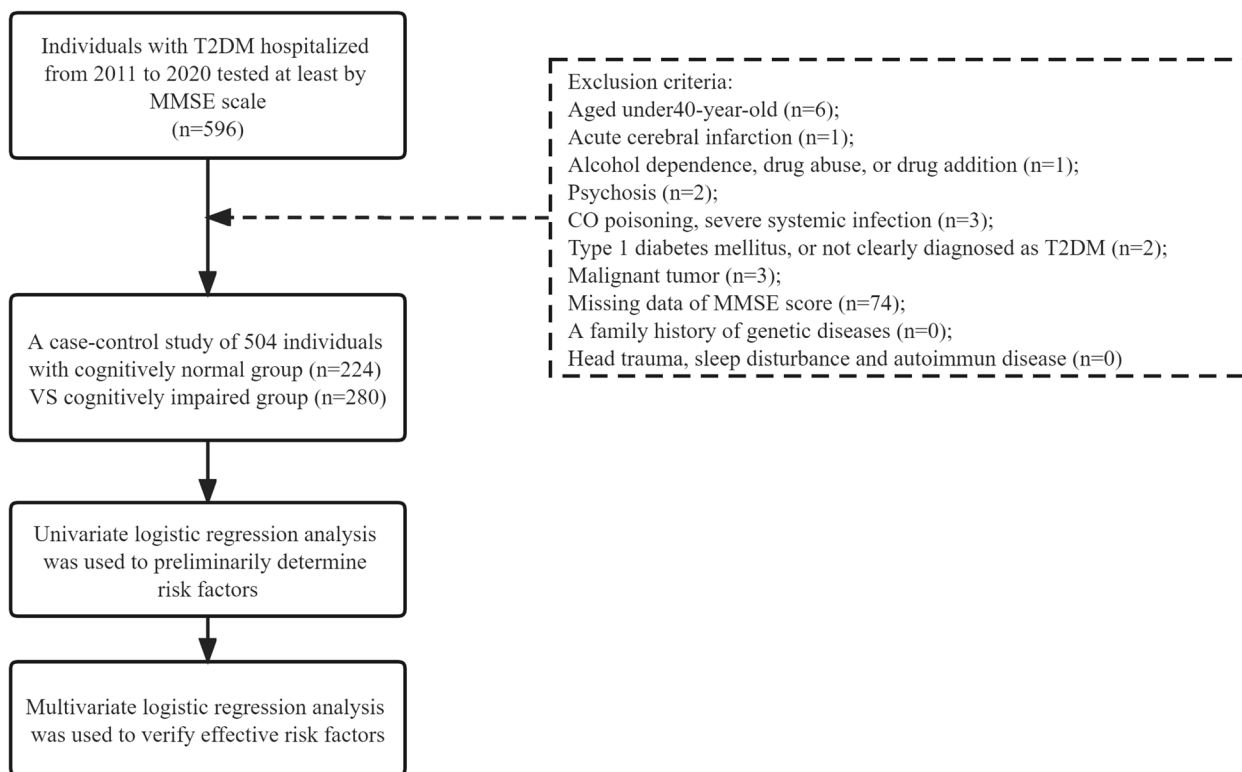 Individuals with T2DM hospitalized
from 2011 to 2020 tested at least by
MMSE scale
(n=596)
Exclusion criteria:
Aged under40-year-old (n=6);
Acute cerebral infarction (n=1);
Alcohol dependence, drug abuse, or drug addition (n=1);
Psychosis (n=2);
CO poisoning, severe systemic infection (n=3);
Type 1 diabetes mellitus, or not clearly diagnosed as T2DM (n=2);
Malignant tumor (n=3);
Missing data of MMSE score (n=74);
A family history of genetic diseases (n=0);
Head trauma, sleep disturbance and autoimmun disease (n=0)
A case-control study of 504 individuals
with cognitively normal group (n=224)
VS cognitively impaired group (n=280)
Univariate logistic regression analysis
was used to preliminarily determine
risk factors
Multivariate logistic regression analysis
was used to verify effective risk factors